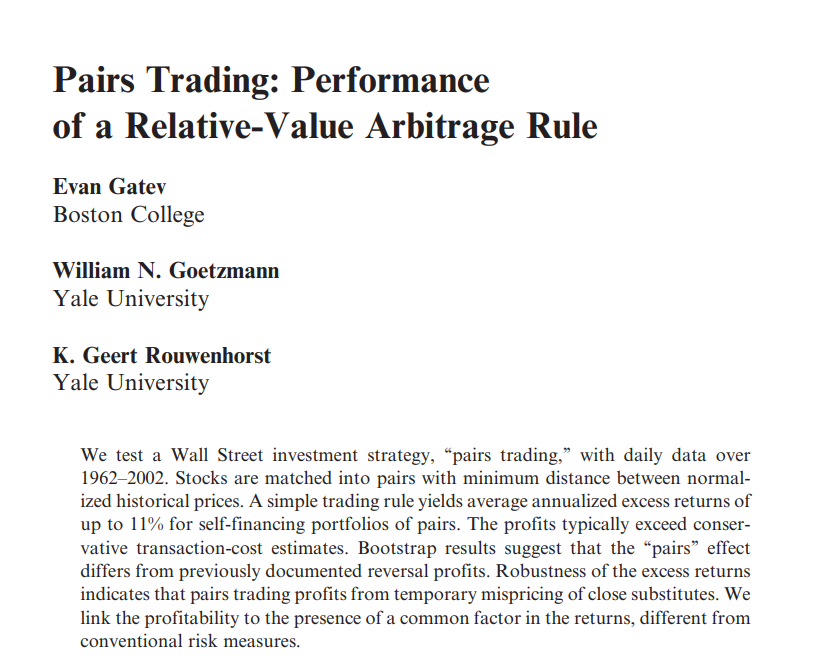 Pairs Trading: Performance
of a Relative-Value Arbitrage Rule
Evan Gatev
Boston College
William N. Goetzmann
Yale University
K. Geert Rouwenhorst
Yale University
We test a Wall Street investment strategy, “pairs trading,” with daily data over
1962–2002. Stocks are matched into pairs with minimum distance between normal-
ized historical prices. A simple trading rule yields average annualized excess returns of
up to 11% for self-financing portfolios of pairs. The profits typically exceed conser-
vative transaction-cost estimates. Bootstrap results suggest that the “pairs” effect
differs from previously documented reversal profits. Robustness of the excess returns
indicates that pairs trading profits from temporary mispricing of close substitutes. We
link the profitability to the presence of a common factor in the returns, different from
conventional risk measures.